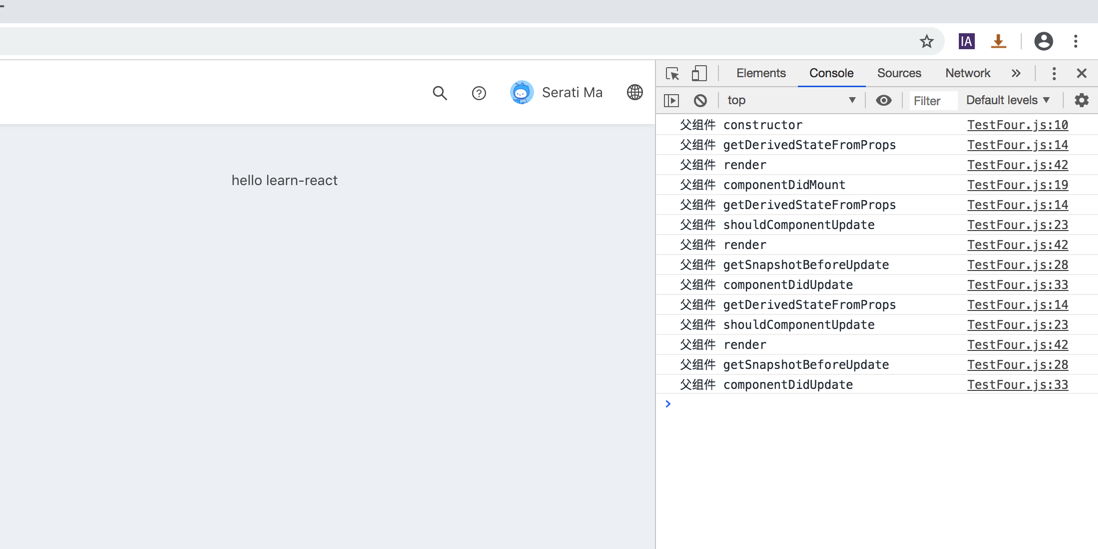 IA
Elements Console Sources Network »
top Filter Default levels
Serati Ma
hello learn-react
父组件 constructor TestFour.js:10
父组件 getDerivedStateFromProps TestFour.js:14
父组件 render TestFour.js:42
父组件 componentDidMount TestFour.js:19
父组件 getDerivedStateFromProps TestFour.js:14
父组件 shouldComponentUpdate TestFour.js:23
父组件 render TestFour.js:42
父组件 getSnapshotBeforeUpdate TestFour.js:28
父组件 componentDidUpdate TestFour.js:33
父组件 getDerivedStateFromProps TestFour.js:14
父组件 shouldComponentUpdate TestFour.js:23
父组件 render TestFour.js:42
父组件 getSnapshotBeforeUpdate TestFour.js:28
父组件 componentDidUpdate TestFour.js:33